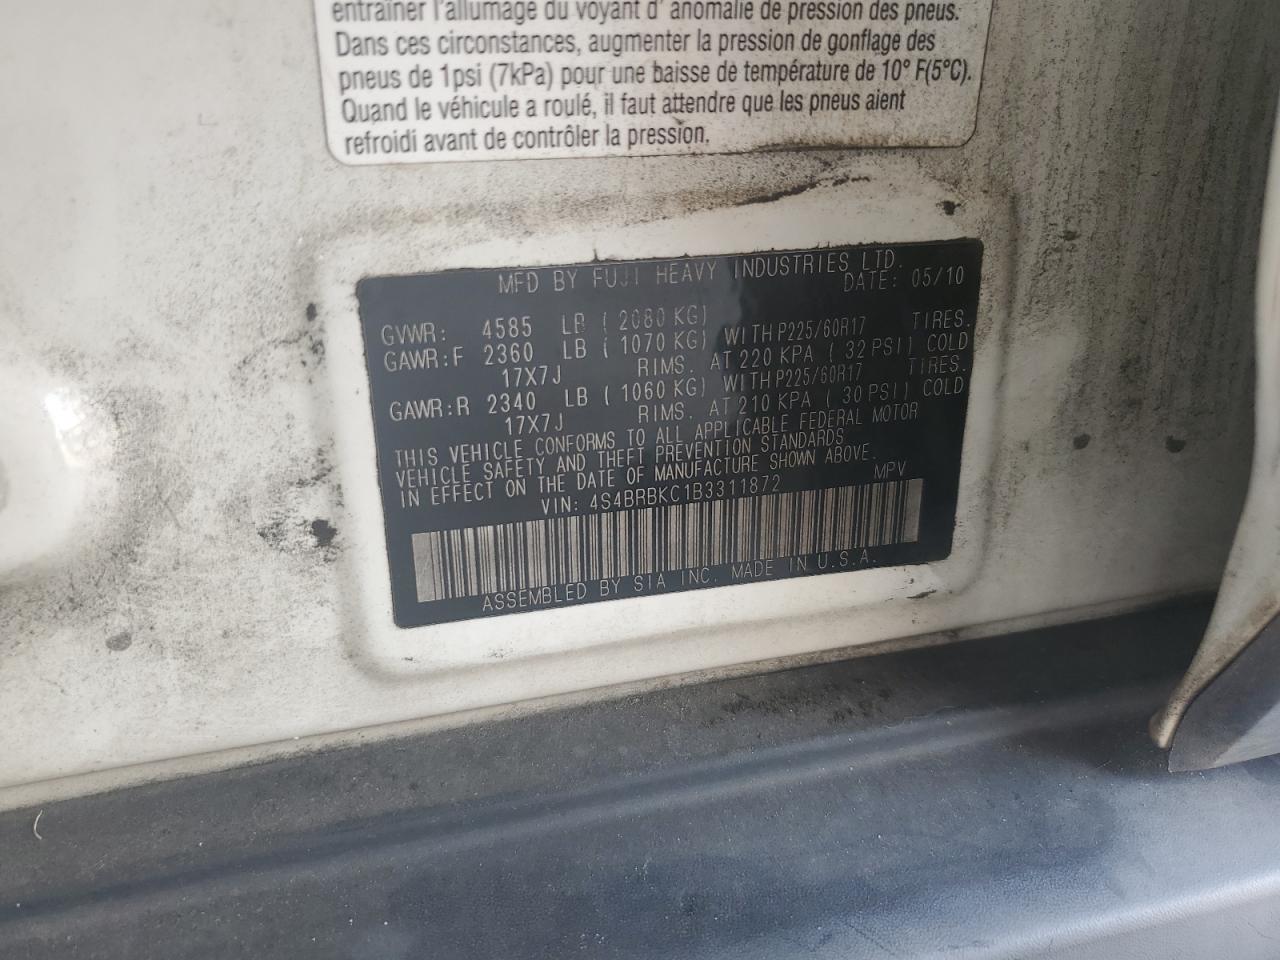 entraîner l'allumage du voyant d' anomalie de pression des pneus.
Dans ces circonstances, augmenter la pression de gonflage des
pneus de 1psi (7kPa) pour une baisse de température de 10° F(5°C).
Quand le véhicule a roulé, il faut attendre que les pneus aient
refroidi avant de contrôler la pression.
MFD BY FUJI HEAVY INDUSTRIES LTD.
DATE: 05/10
GVWR: 4585 LB ( 2080 KG)
GAWR:F 2360 LB ( 1070 KG) WITH P225/60R17 TIRES.
17X7J RIMS. AT 220 KPA ( 32 PSI) COLD
GAWR:R 2340 LB ( 1060 KG) WITH P225/60R17 TIRES.
17X7J RIMS. AT 210 KPA ( 30 PSI) COLD
THIS VEHICLE CONFORMS TO ALL APPLICABLE FEDERAL MOTOR
VEHICLE SAFETY AND THEFT PREVENTION STANDARDS
IN EFFECT ON THE DATE OF MANUFACTURE SHOWN ABOVE.
VIN: 4S4BRBKC1B3311872 MPV
ASSEMBLED BY SIA INC. MADE IN U.S.A.